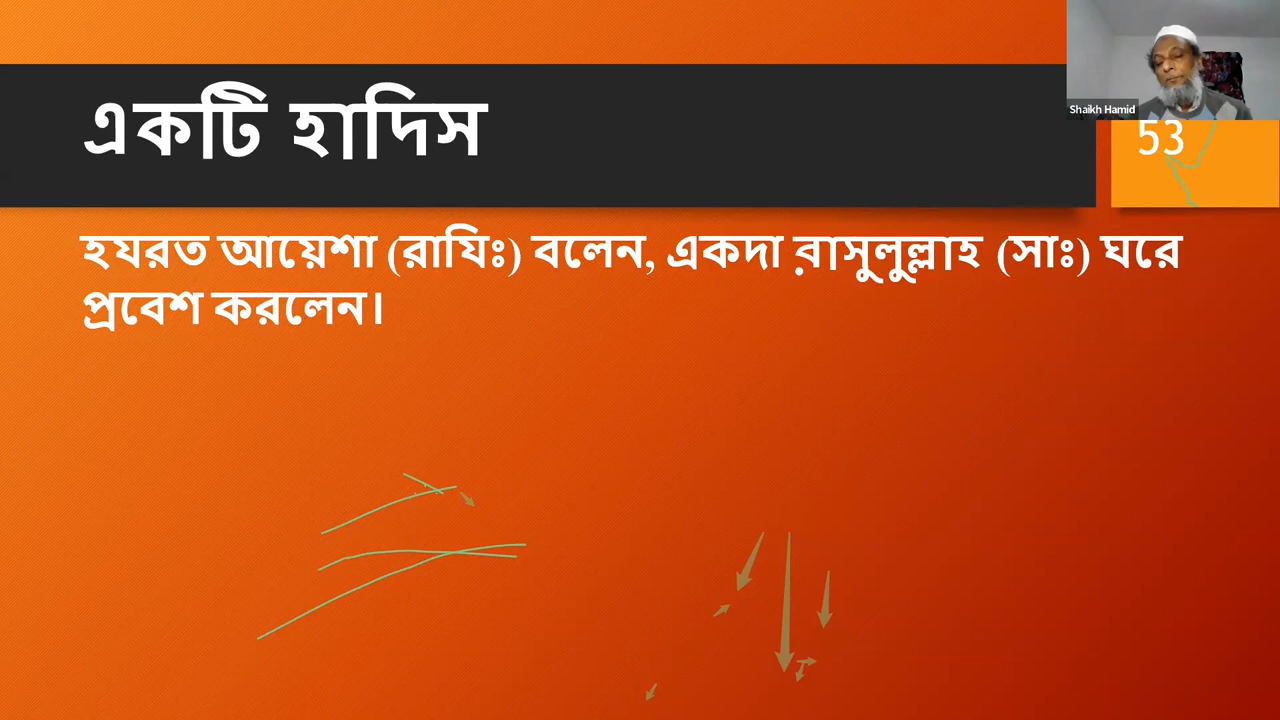 একটি হাদিস
Shaikh Hamid
53
হযরত আয়েশা (রাযিঃ) বলেন, একদা রাসুলুল্লাহ (সাঃ) ঘরে
প্রবেশ করলেন।